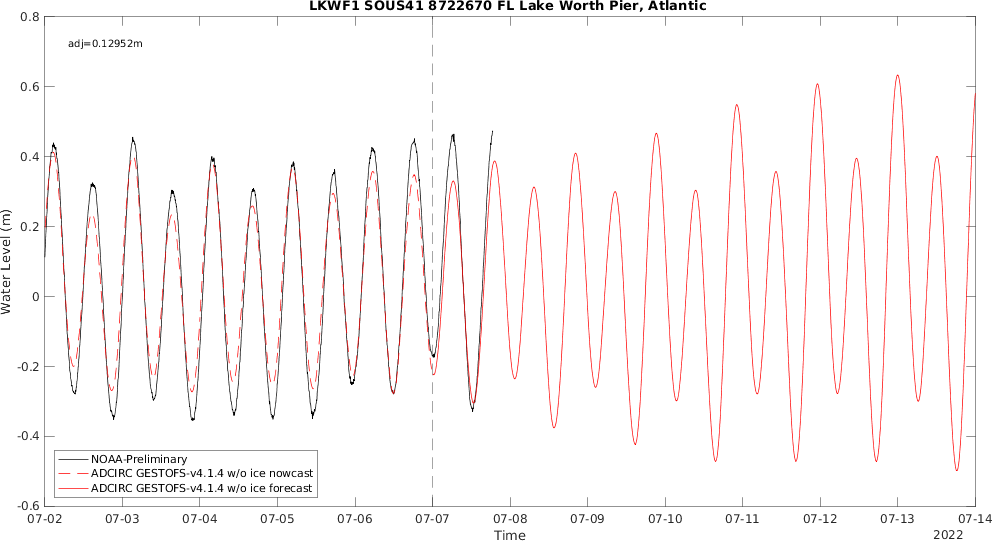 LKWF1 SOUS41 8722670 FL Lake Worth Pier, Atlantic
adj=0.12952m
Water Level (m)
0.8
0.6
0.4
0.2
0
-0.2
-0.4
-0.6
NOAA-Preliminary
ADCIRC GESTOFS-v4.1.4 w/o ice nowcast
ADCIRC GESTOFS-v4.1.4 w/o ice forecast
07-02 07-03 07-04 07-05 07-06 07-07 07-08 07-09 07-10 07-11 07-12 07-13 07-14
Time
2022